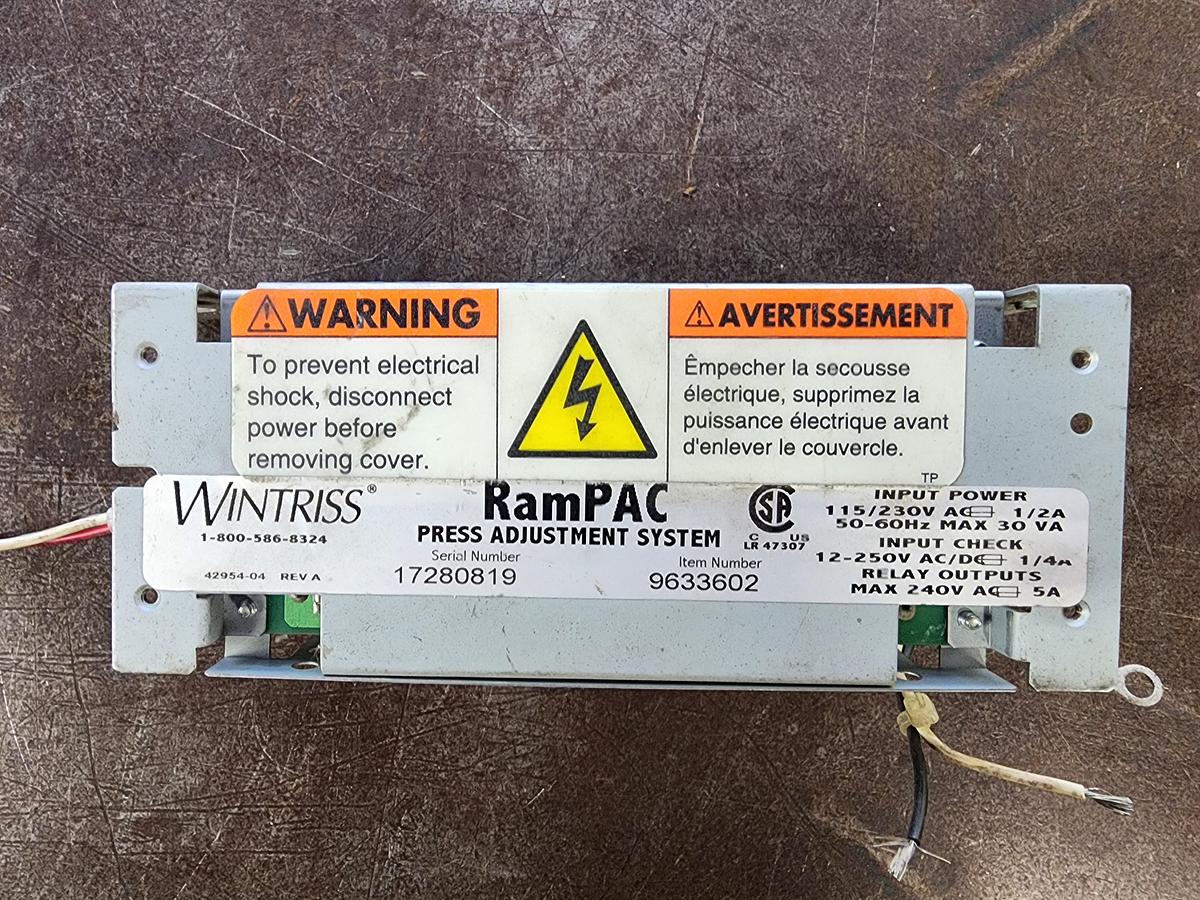 WARNING
To prevent electrical
shock, disconnect
power before
removing cover.
AVERTISSEMENT
Êmpecher la secousse
électrique, supprimez la
puissance électrique avant
d'enlever le couvercle.
TP
WINTRISS®
1-800-586-8324
42954-04 REV A
RamPAC
PRESS ADJUSTMENT SYSTEM
Serial Number
17280819
Item Number
9633602
SA
C US
LR 47307
INPUT POWER
115/230V AC 1/2A
50-60Hz MAX 30 VA
INPUT CHECK
12-250V AC/DC 1/4A
RELAY OUTPUTS
MAX 240V AC 5A